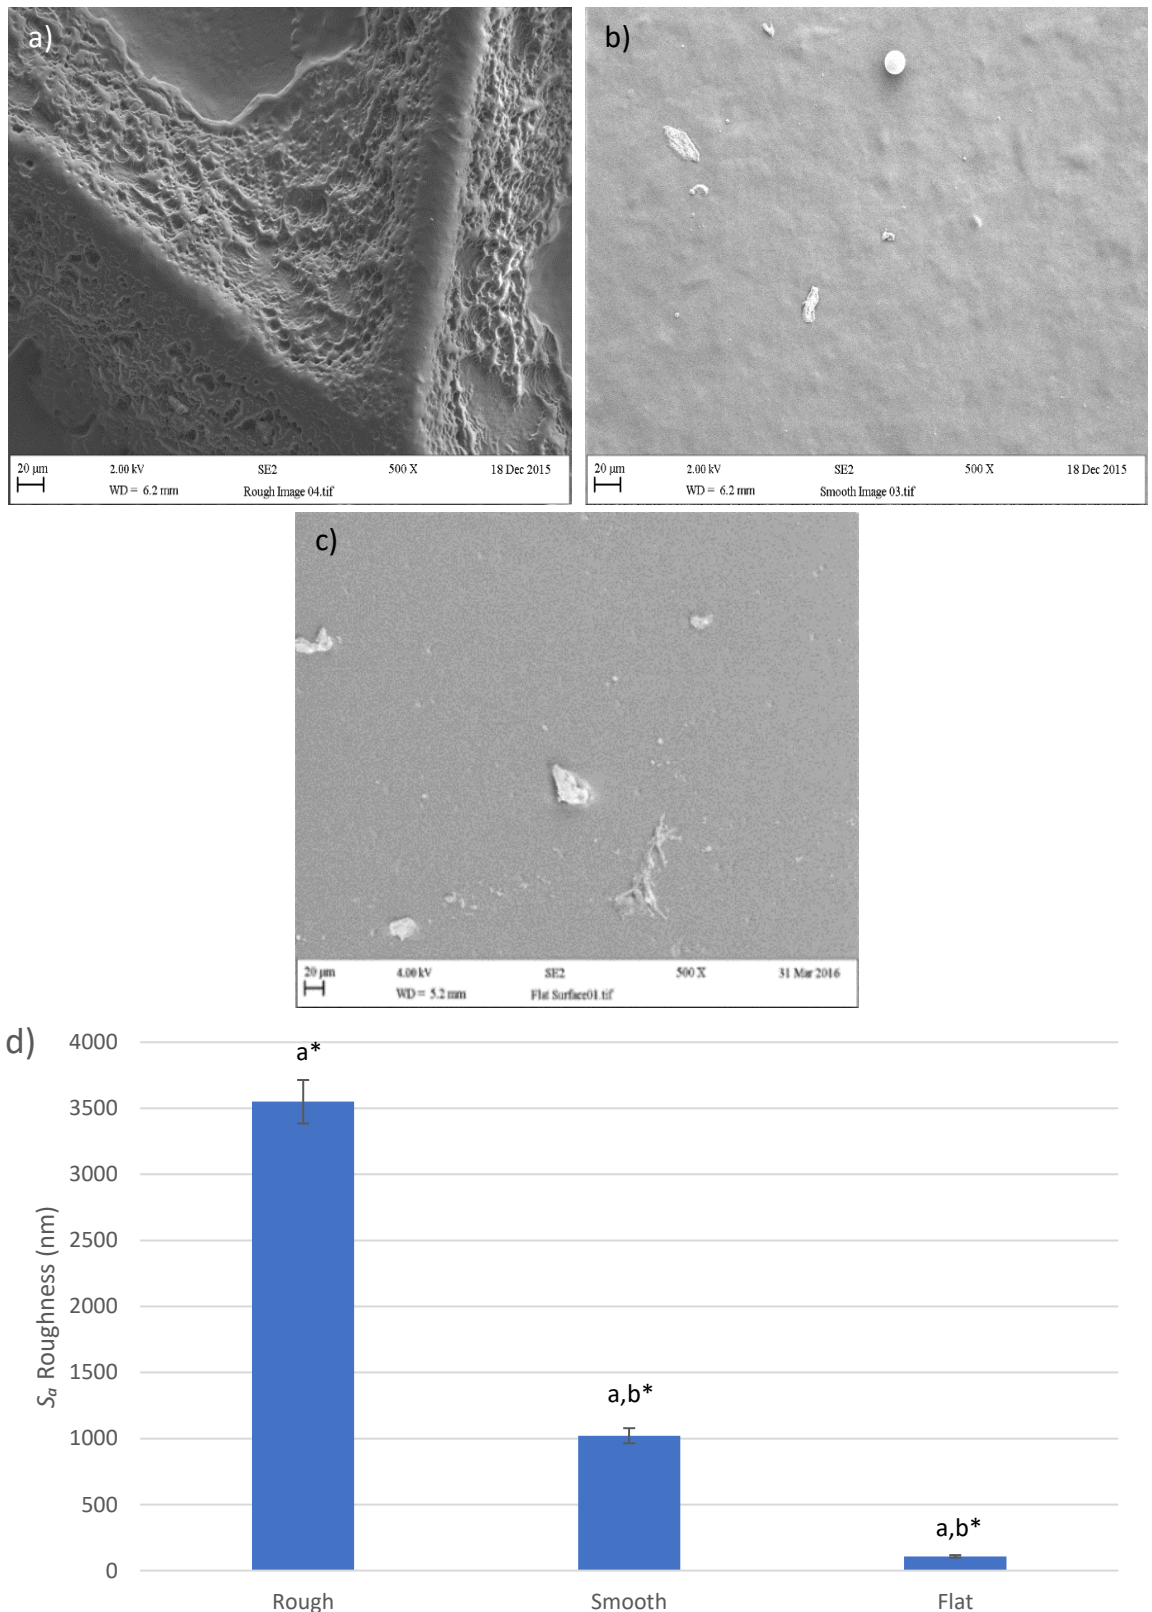 a)
20 µm 2.00 kV SE2 500 X 18 Dec 2015
WD = 6.2 mm Rough Image 04.tif
b)
20 µm 2.00 kV SE2 500 X 18 Dec 2015
WD = 6.2 mm Smooth Image 03.tif
c)
20 µm 4.00 kV SE2 500 X 31 Mar 2016
WD = 5.2 mm Flat Surface01.tif
d)
Sa Roughness (nm)
4000
3500
3000
2500
2000
1500
1000
500
0
a*
a,b*
a,b*
Rough Smooth Flat